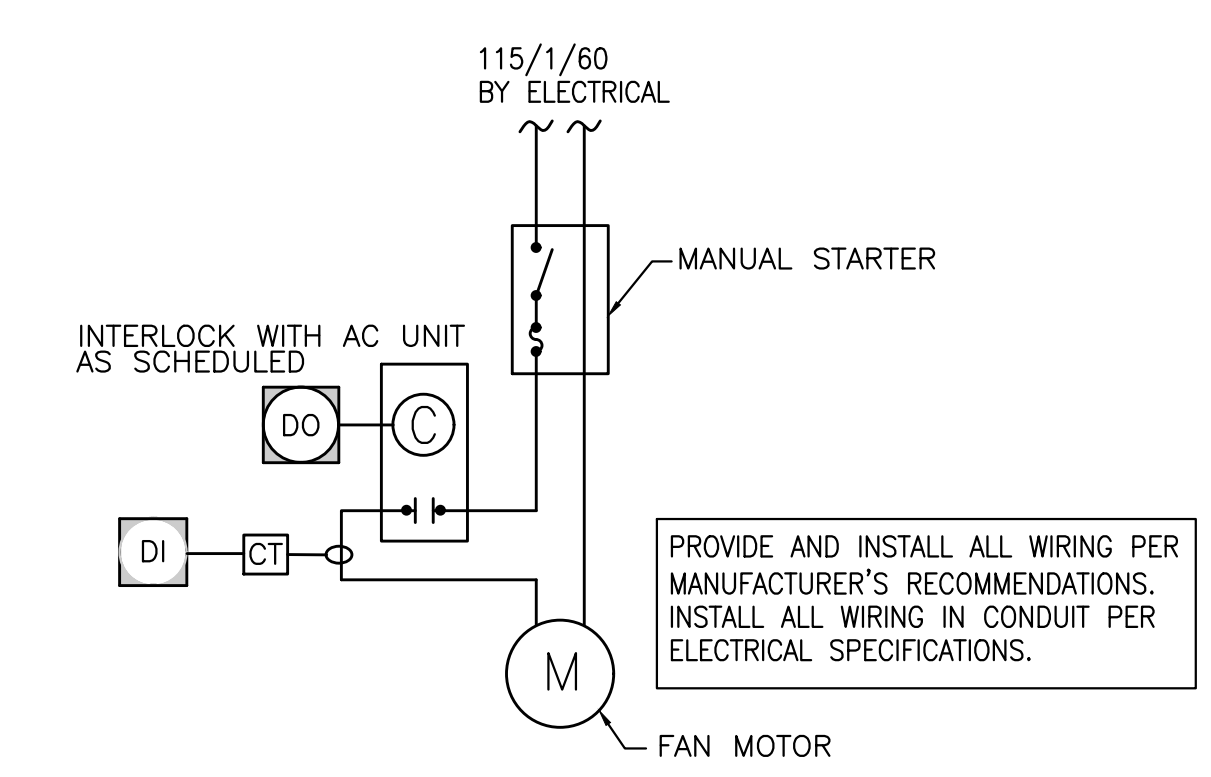 115/1/60
BY ELECTRICAL
MANUAL STARTER
INTERLOCK WITH AC UNIT
AS SCHEDULED
DO
C
DI
CT
PROVIDE AND INSTALL ALL WIRING PER
MANUFACTURER'S RECOMMENDATIONS.
INSTALL ALL WIRING IN CONDUIT PER
ELECTRICAL SPECIFICATIONS.
M
FAN MOTOR